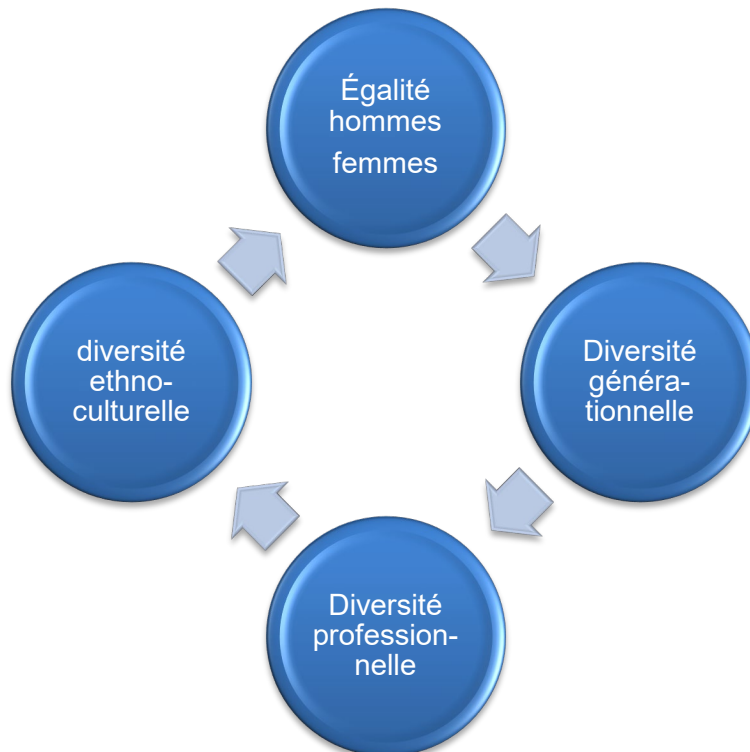 Égalité
hommes
femmes
diversité
ethno-
culturelle
Diversité
généra-
tionnelle
Diversité
profession-
nelle